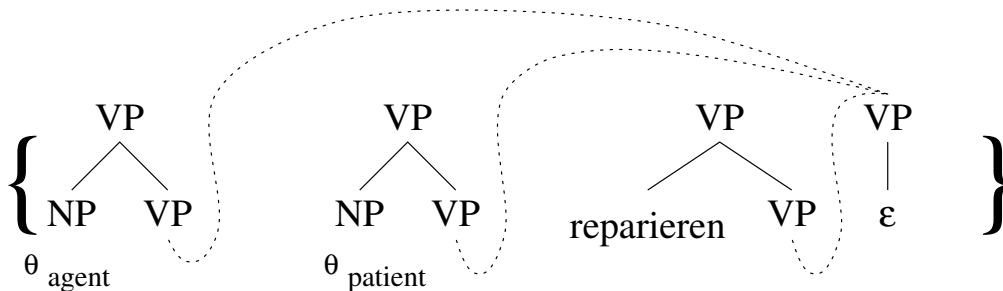 VP VP VP VP
{ NP VP NP VP reparieren VP ε }
θ agent θ patient